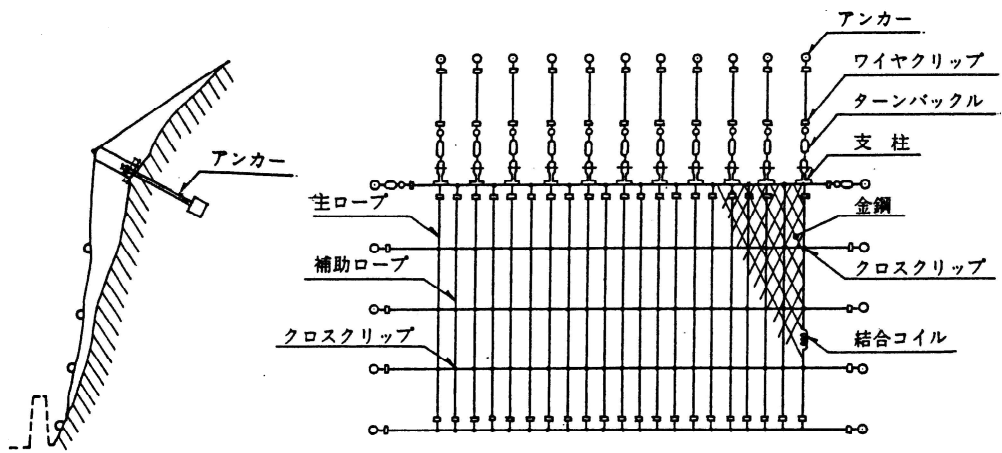 アンカー
ワイヤクリップ
ターンバックル
支柱
アンカー
主ロープ
金鋼
補助ロープ
クロスクリップ
クロスクリップ
結合コイル